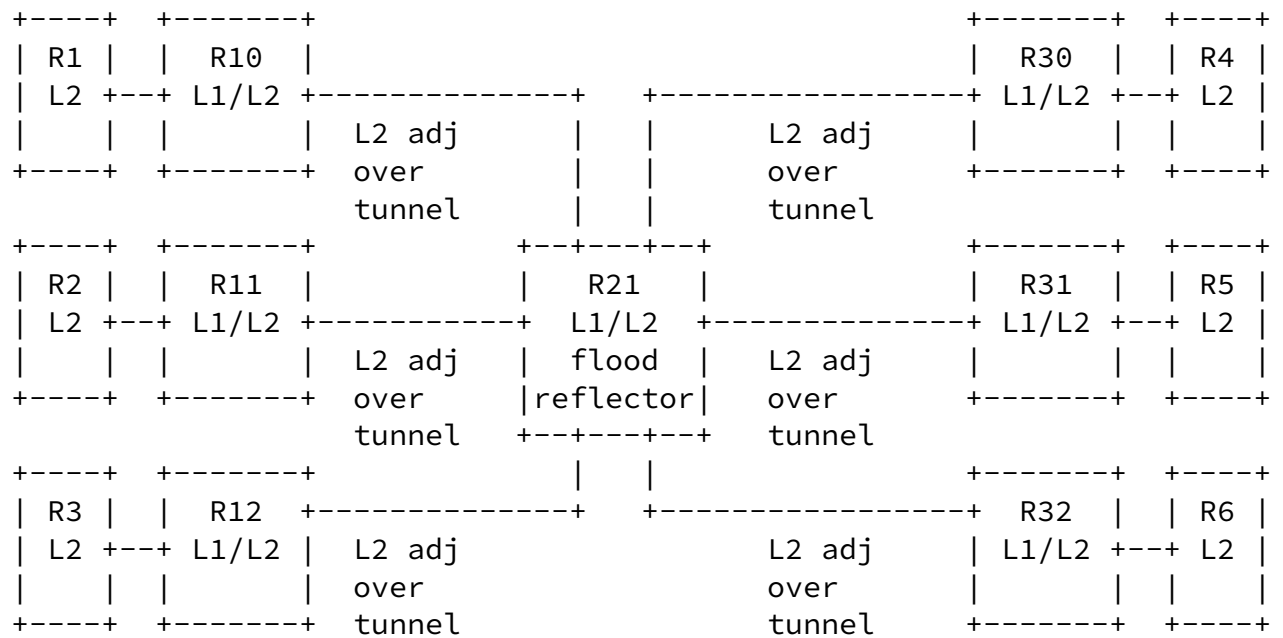 R1 R10 R30 R4
L2 L1/L2 L1/L2 L2
L2 adj L2 adj
over over
tunnel tunnel
R2 R11 R21 R31 R5
L2 L1/L2 L1/L2 L1/L2 L2
L2 adj flood L2 adj
over reflector over
tunnel tunnel
R3 R12 R32 R6
L2 L1/L2 L2 adj L2 adj L1/L2 L2
over over
tunnel tunnel